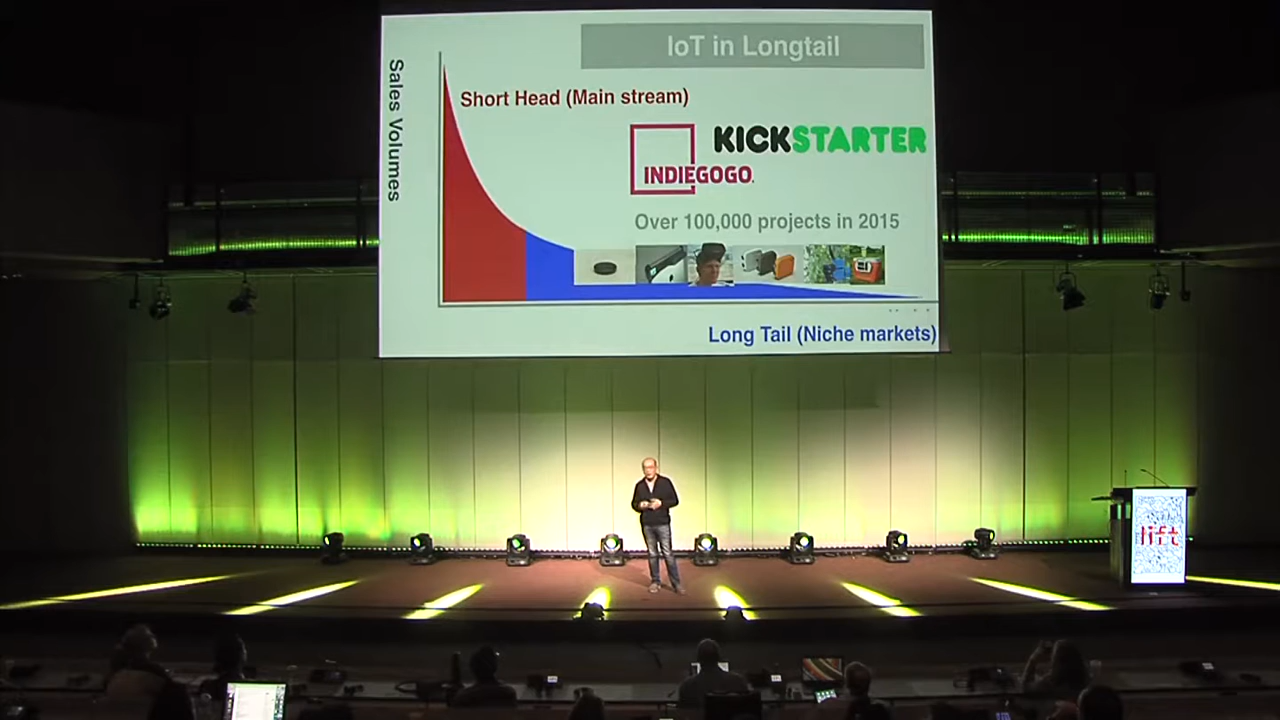 IoT in Longtail
Sales Volumes
Short Head (Main stream)
KICKSTARTER
INDIEGOGO.
Over 100,000 projects in 2015
Long Tail (Niche markets)
lift